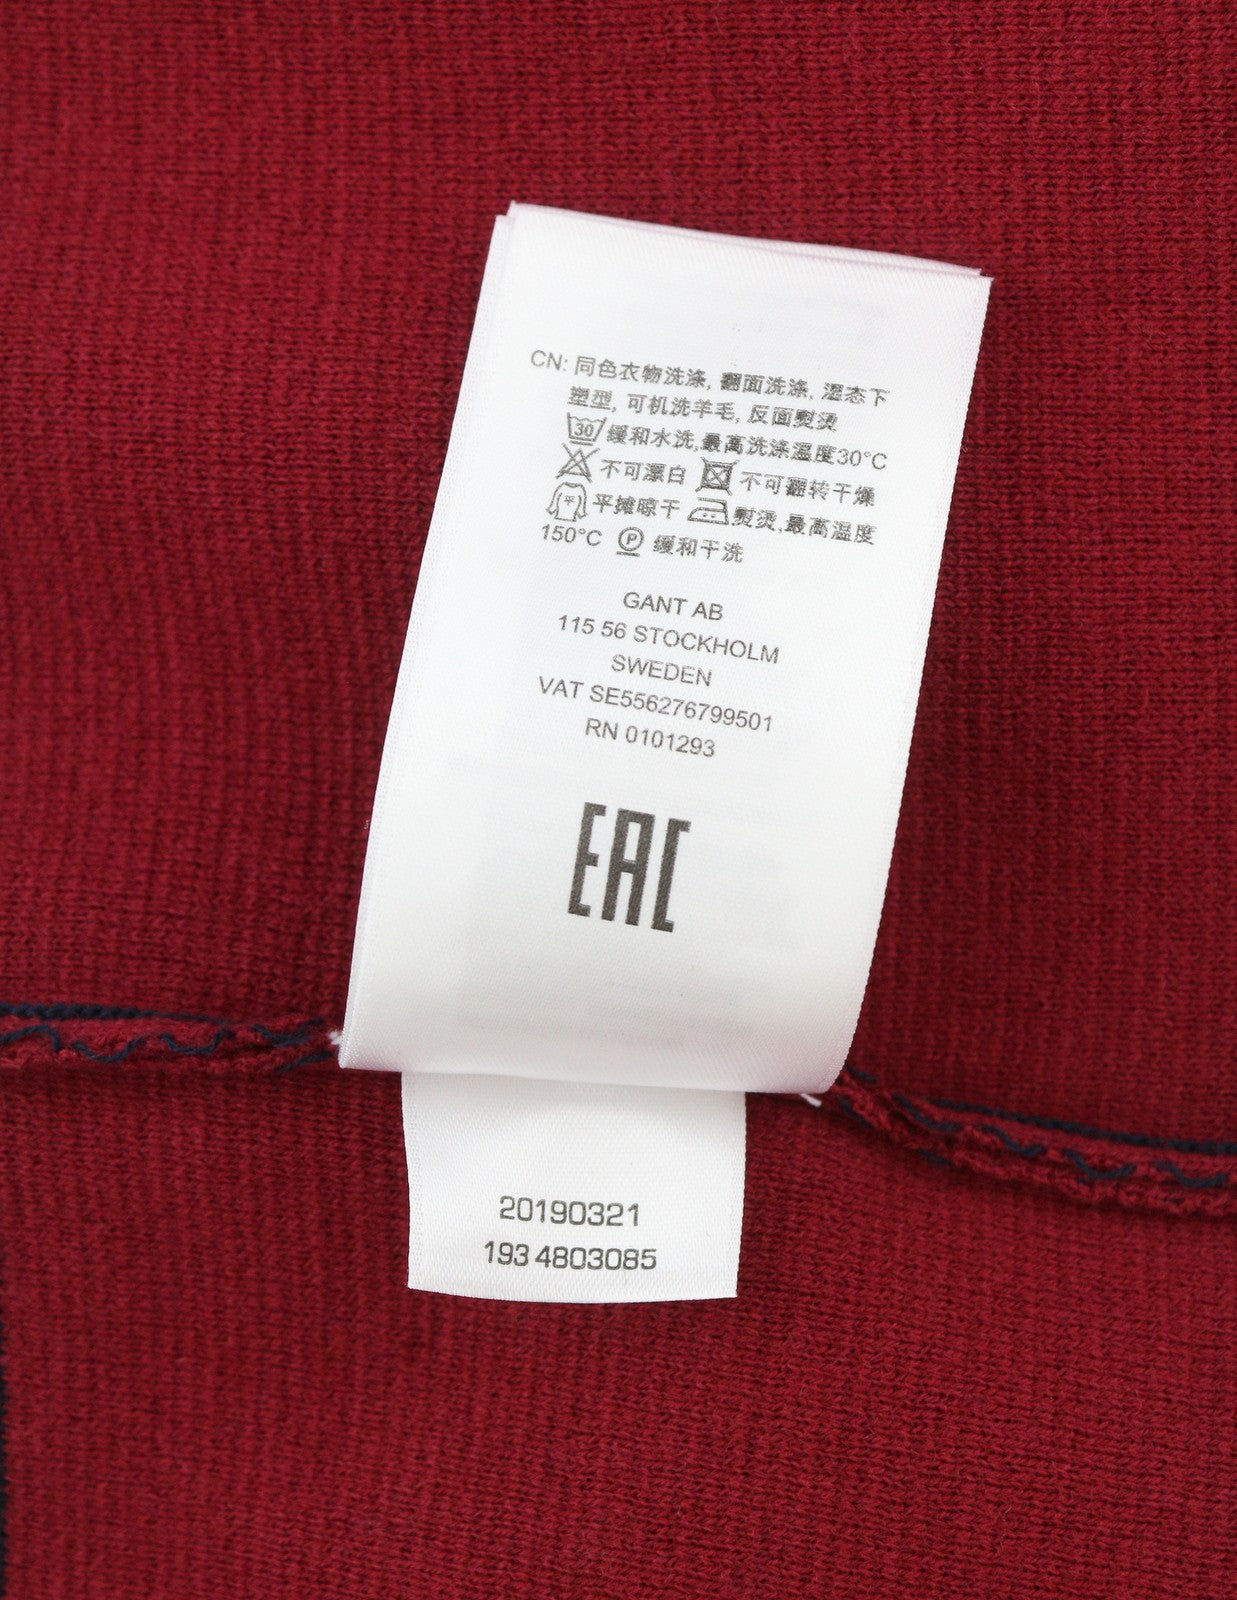 CN: 同色衣物洗涤, 翻面洗涤, 湿态下
塑型, 可机洗羊毛, 反面熨烫
30 缓和水洗,最高洗涤温度30°C
不可漂白 不可翻转干燥
平 平摊晾干 熨烫,最高温度
150°C P 缓和干洗
GANT AB
115 56 STOCKHOLM
SWEDEN
VAT SE556276799501
RN 0101293
EAC
20190321
193 4803085